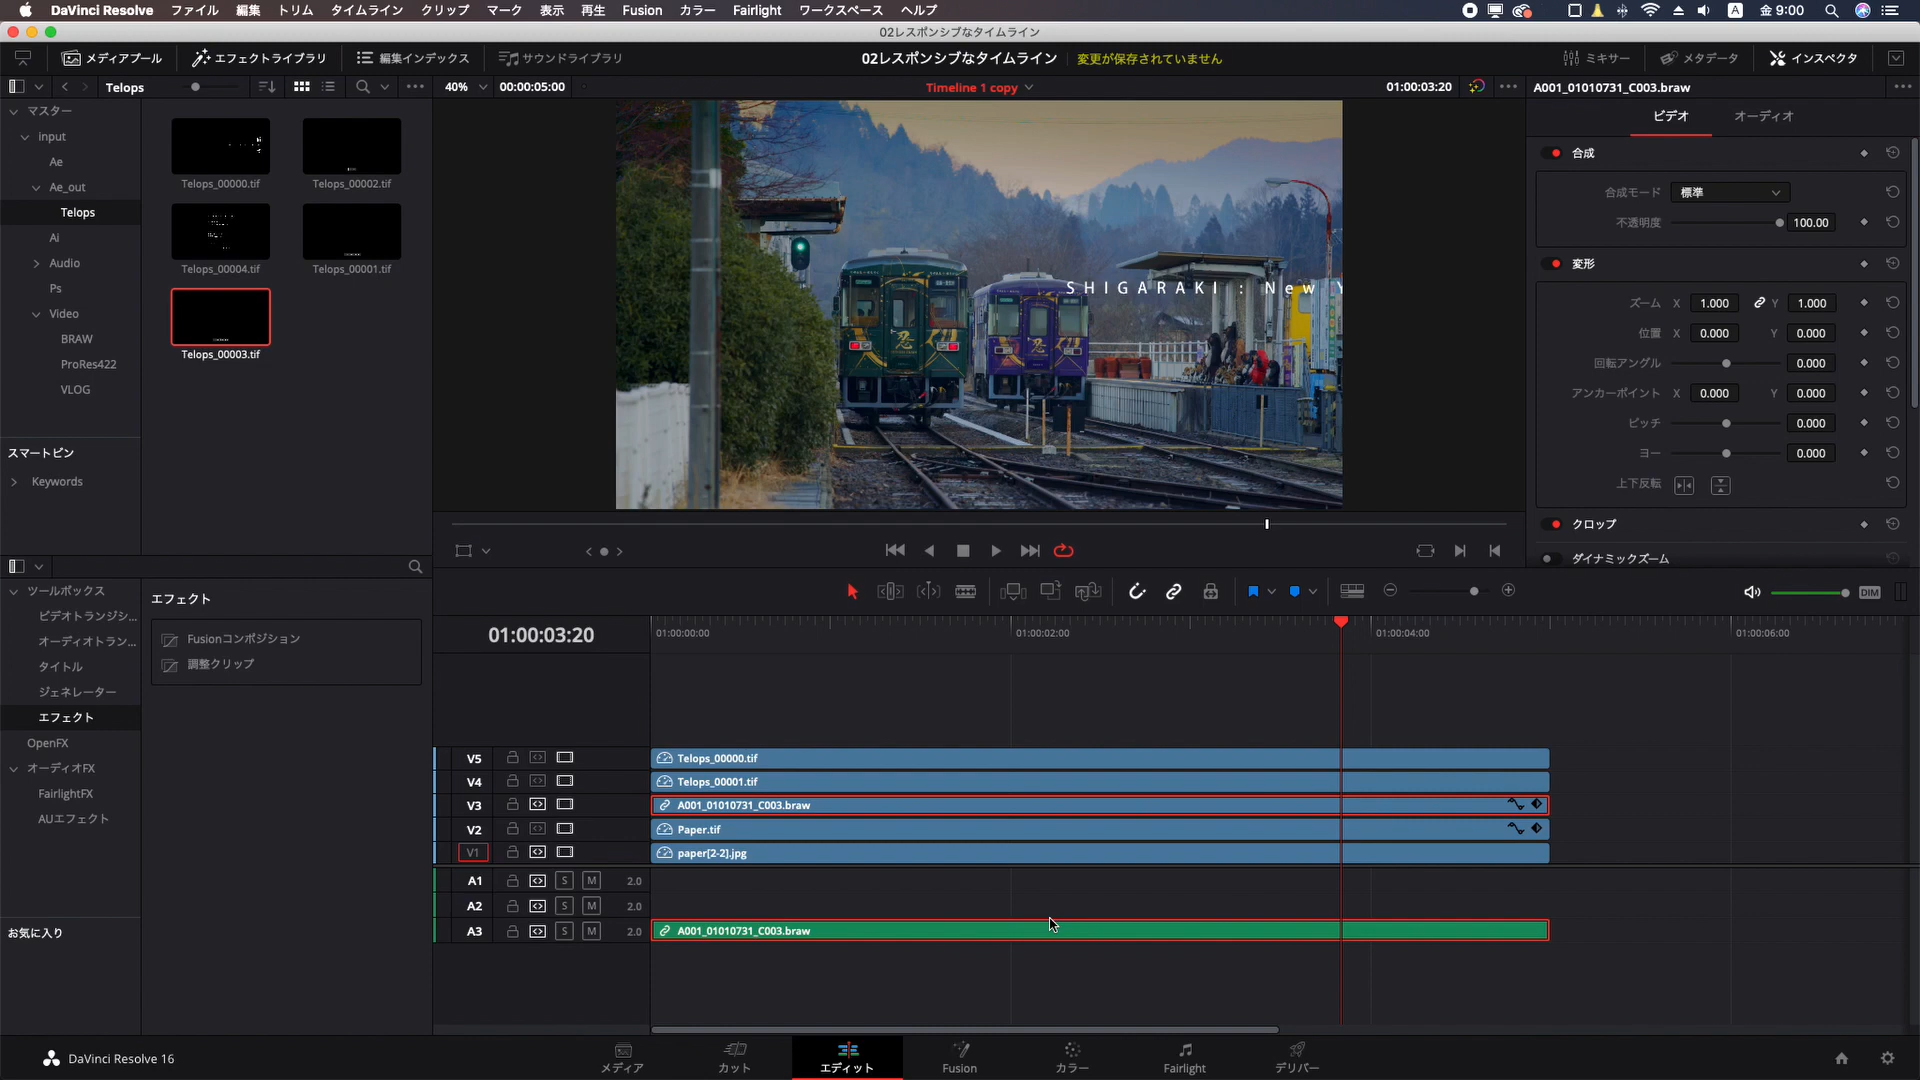 DaVinci Resolve ファイル 編集 トリム タイムライン クリップ マーク 表示 再生 Fusion カラー Fairlight ワークスペース ヘルプ A 金 9:00
02レスポンシブなタイムライン
メディアプール エフェクトライブラリ 編集インデックス サウンドライブラリ 02レスポンシブなタイムライン 変更が保存されていません ミキサー メタデータ インスペクタ
Telops 40% 00:00:05:00 Timeline 1 copy 01:00:03:20 A001_01010731_C003.braw
マスター
input
Ae
Ae_out
Telops
Ai
Audio
Ps
Video
BRAW
ProRes422
VLOG
スマートビン
Keywords
Telops_00000.tif Telops_00002.tif
Telops_00004.tif Telops_00001.tif
Telops_00003.tif
SHIGARAKI : New Y
忍 忍
ビデオ オーディオ
合成
合成モード 標準
不透明度 100.00
変形
ズーム X 1.000 Y 1.000
位置 X 0.000 Y 0.000
回転アングル 0.000
アンカーポイント X 0.000 Y 0.000
ピッチ 0.000
ヨー 0.000
上下反転
クロップ
ダイナミックズーム
ツールボックス
ビデオトランジシ...
オーディオトラン...
タイトル
ジェネレーター
エフェクト
OpenFX
オーディオFX
FairlightFX
AUエフェクト
お気に入り
エフェクト
Fusionコンポジション
調整クリップ
DIM
01:00:03:20 01:00:00:00 01:00:02:00 01:00:04:00 01:00:06:00
V5 Telops_00000.tif
V4 Telops_00001.tif
V3 A001_01010731_C003.braw
V2 Paper.tif
V1 paper[2-2].jpg
A1 S M 2.0
A2 S M 2.0
A3 S M 2.0 A001_01010731_C003.braw
DaVinci Resolve 16 メディア カット エディット Fusion カラー Fairlight デリバー